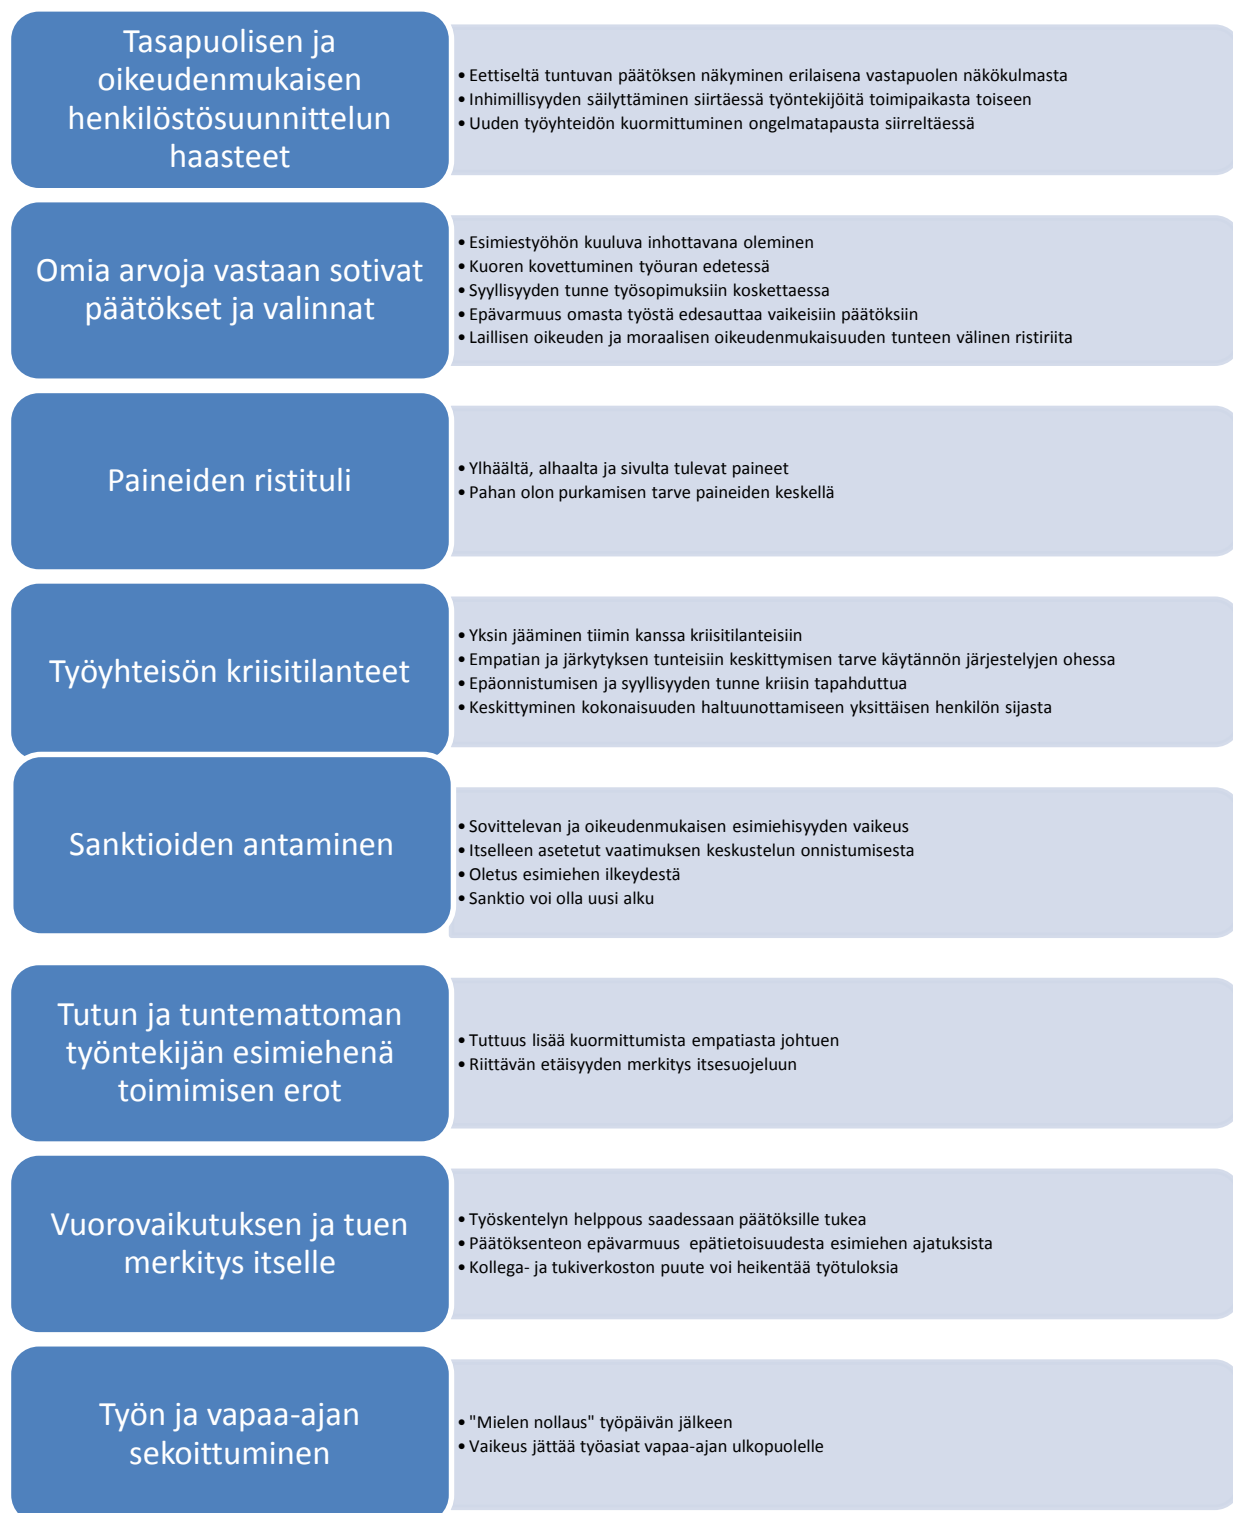 Tasapuolisen ja
oikeudenmukaisen
henkilöstösuunnittelun
haasteet
• Eettiseltä tuntuvan päätöksen näkyminen erilaisena vastapuolen näkökulmasta
• Inhimillisyyden säilyttäminen siirtäessä työntekijöitä toimipaikasta toiseen
• Uuden työyhteidön kuormittuminen ongelmatapausta siirreltäessä
Omia arvoja vastaan sotivat
päätökset ja valinnat
• Esimiestyöhön kuuluva inhottavana oleminen
• Kuoren kovettuminen työuran edetessä
• Syyllisyyden tunne työsopimuksiin koskettaessa
• Epävarmuus omasta työstä edesauttaa vaikeisiin päätöksiin
• Laillisen oikeuden ja moraalisen oikeudenmukaisuuden tunteen välinen ristiriita
Paineiden ristituli
• Ylhäältä, alhaalta ja sivulta tulevat paineet
• Pahan olon purkamisen tarve paineiden keskellä
Työyhteisön kriisitilanteet
• Yksin jääminen tiimin kanssa kriisitilanteisiin
• Empatian ja järkytyksen tunteisiin keskittymisen tarve käytännön järjestelyjen ohessa
• Epäonnistumisen ja syyllisyyden tunne kriisin tapahduttua
• Keskittyminen kokonaisuuden haltuunottamiseen yksittäisen henkilön sijasta
Sanktioiden antaminen
• Sovittelevan ja oikeudenmukaisen esimiehisyyden vaikeus
• Itselleen asetetut vaatimuksen keskustelun onnistumisesta
• Oletus esimiehen ilkeydestä
• Sanktio voi olla uusi alku
Tutun ja tuntemattoman
työntekijän esimiehenä
toimimisen erot
• Tuttuus lisää kuormittumista empatiasta johtuen
• Riittävän etäisyyden merkitys itsesuojeluun
Vuorovaikutuksen ja tuen
merkitys itselle
• Työskentelyn helppous saadessaan päätöksille tukea
• Päätöksenteon epävarmuus  epätietoisuudesta esimiehen ajatuksista
• Kollega- ja tukiverkoston puute voi heikentää työtuloksia
Työn ja vapaa-ajan
sekoittuminen
• "Mielen nollaus" työpäivän jälkeen
• Vaikeus jättää työasiat vapaa-ajan ulkopuolelle